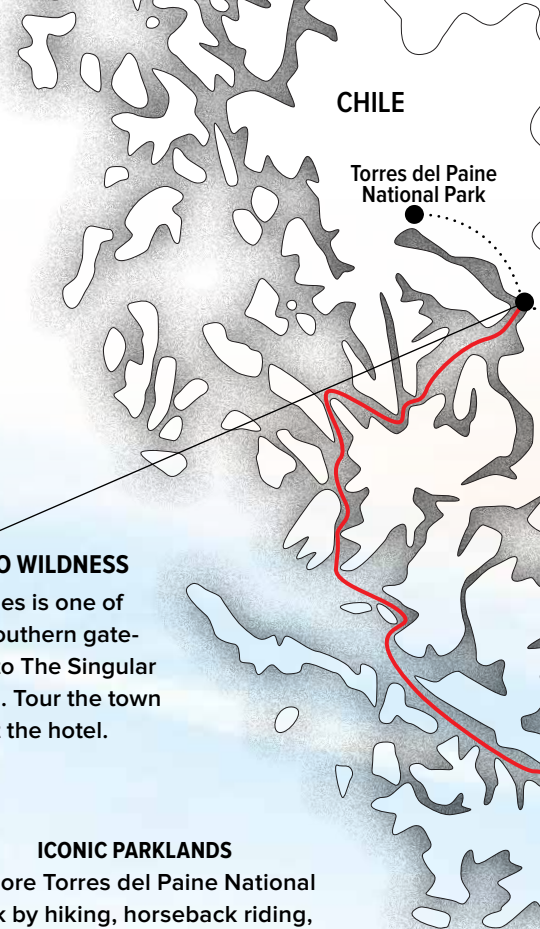 CHILE
Torres del Paine
National Park
O WILDNESS
es is one of
outhern gate-
to The Singular
. Tour the town
the hotel.
ICONIC PARKLANDS
ore Torres del Paine National
by hiking, horseback riding,